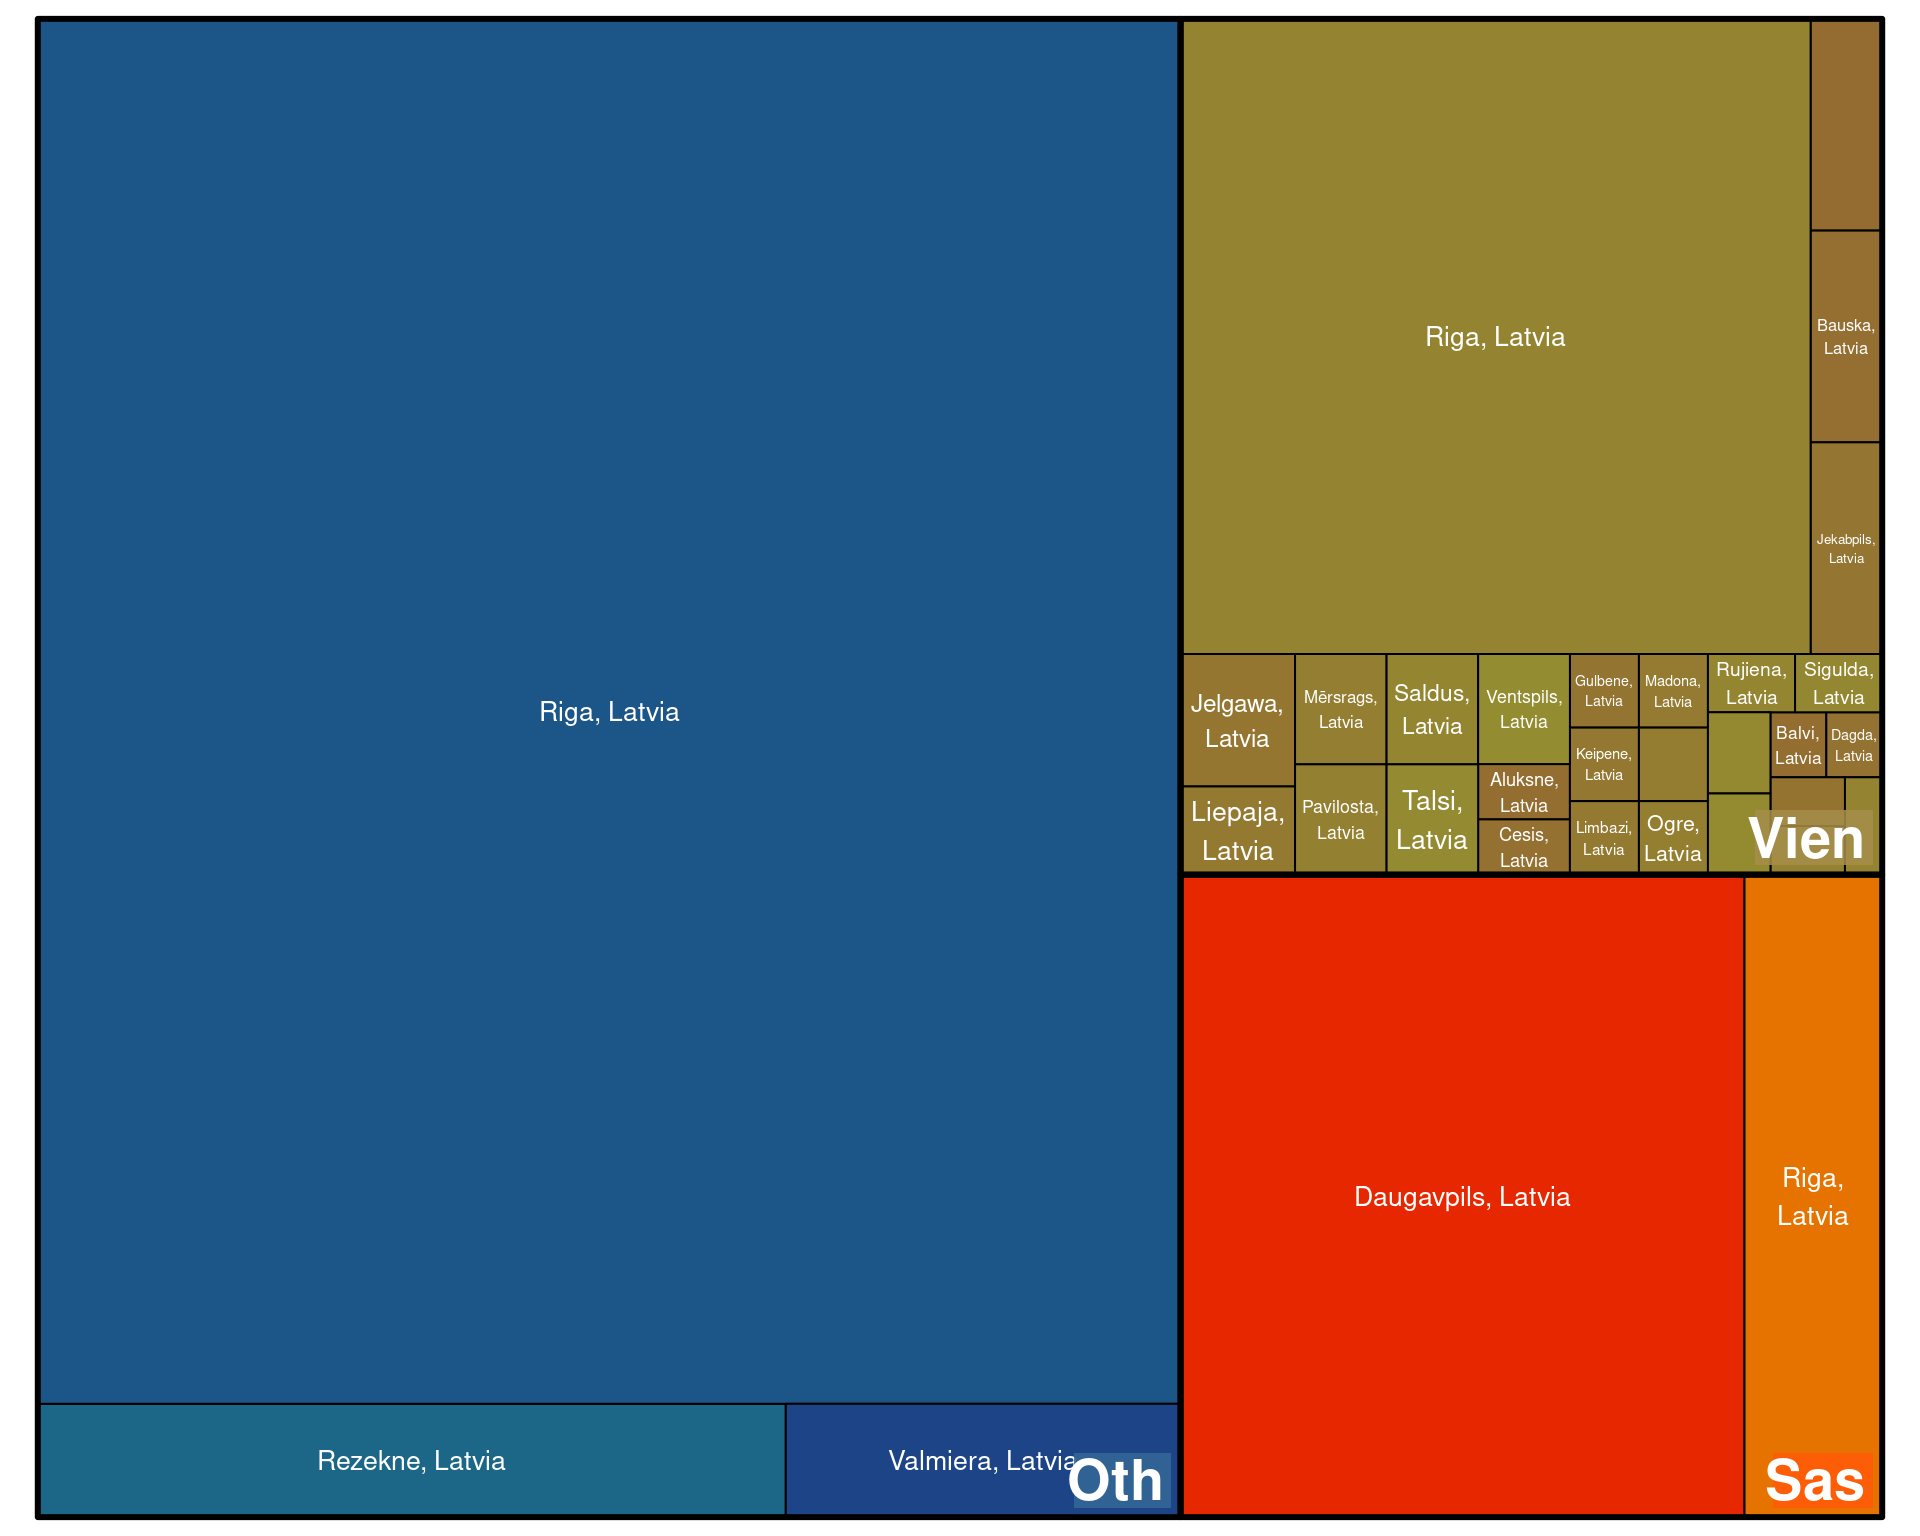 Riga, Latvia
Rezekne, Latvia
Valmiera, Latvia
Oth
Riga, Latvia
Bauska,
Latvia
Jekabpils,
Latvia
Jelgawa,
Latvia
Liepaja,
Latvia
Mērsrags,
Latvia
Pavilosta,
Latvia
Saldus,
Latvia
Talsi,
Latvia
Ventspils,
Latvia
Aluksne,
Latvia
Cesis,
Latvia
Gulbene,
Latvia
Keipene,
Latvia
Limbazi,
Latvia
Madona,
Latvia
Ogre,
Latvia
Rujiena,
Latvia
Sigulda,
Latvia
Balvi,
Latvia
Dagda,
Latvia
Vien
Daugavpils, Latvia
Riga,
Latvia
Sas